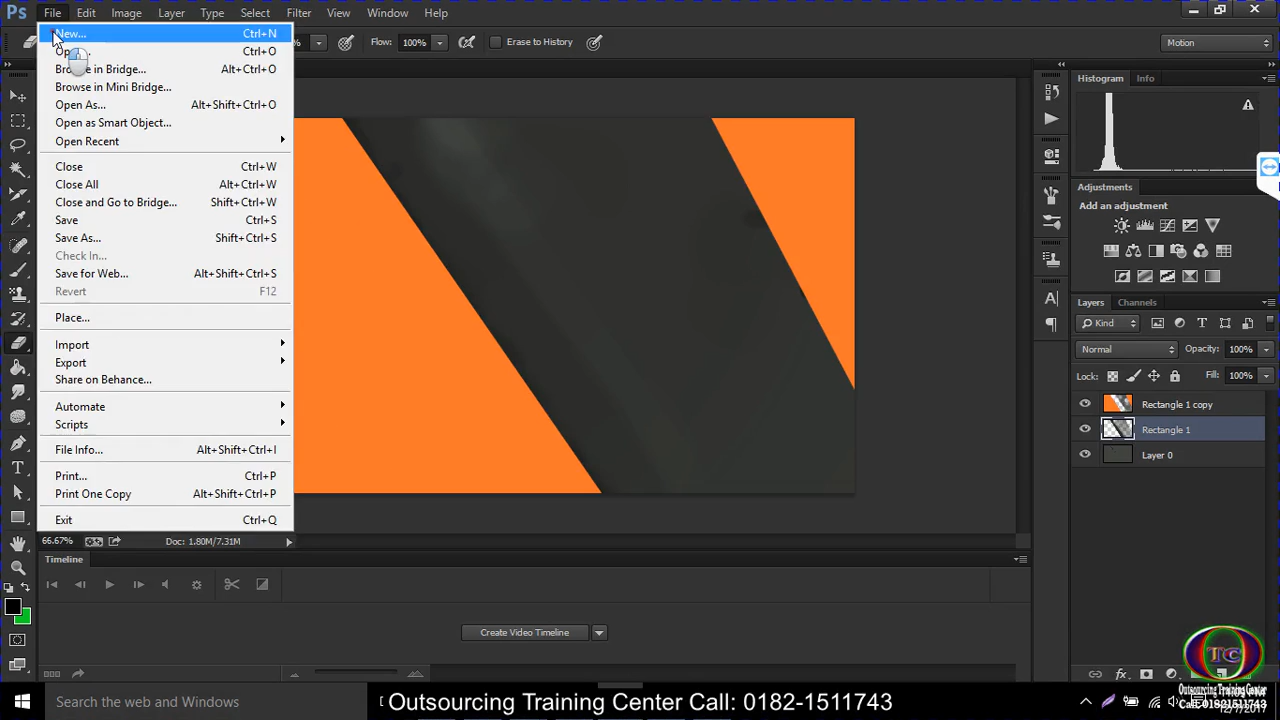 Ps File Edit Image Layer Type Select Filter View Window Help
% Flow: 100% Erase to History Motion
New... Ctrl+N
Ctrl+O
Browse in Bridge... Alt+Ctrl+O
Browse in Mini Bridge...
Open As... Alt+Shift+Ctrl+O
Open as Smart Object...
Open Recent
Close Ctrl+W
Close All Alt+Ctrl+W
Close and Go to Bridge... Shift+Ctrl+W
Save Ctrl+S
Save As... Shift+Ctrl+S
Check In...
Save for Web... Alt+Shift+Ctrl+S
Revert F12
Place...
Import
Export
Share on Behance...
Automate
Scripts
File Info... Alt+Shift+Ctrl+I
Print... Ctrl+P
Print One Copy Alt+Shift+Ctrl+P
Exit Ctrl+Q
Histogram Info
Adjustments
Add an adjustment
Layers Channels
Kind
Normal Opacity: 100%
Lock: Fill: 100%
Rectangle 1 copy
Rectangle 1
Layer 0
66.67% Doc: 1.80M/7.31M
Timeline
Create Video Timeline
OTC
Outsourcing Training Center
Call: 01821511743
Search the web and Windows
Outsourcing Training Center Call: 0182-1511743